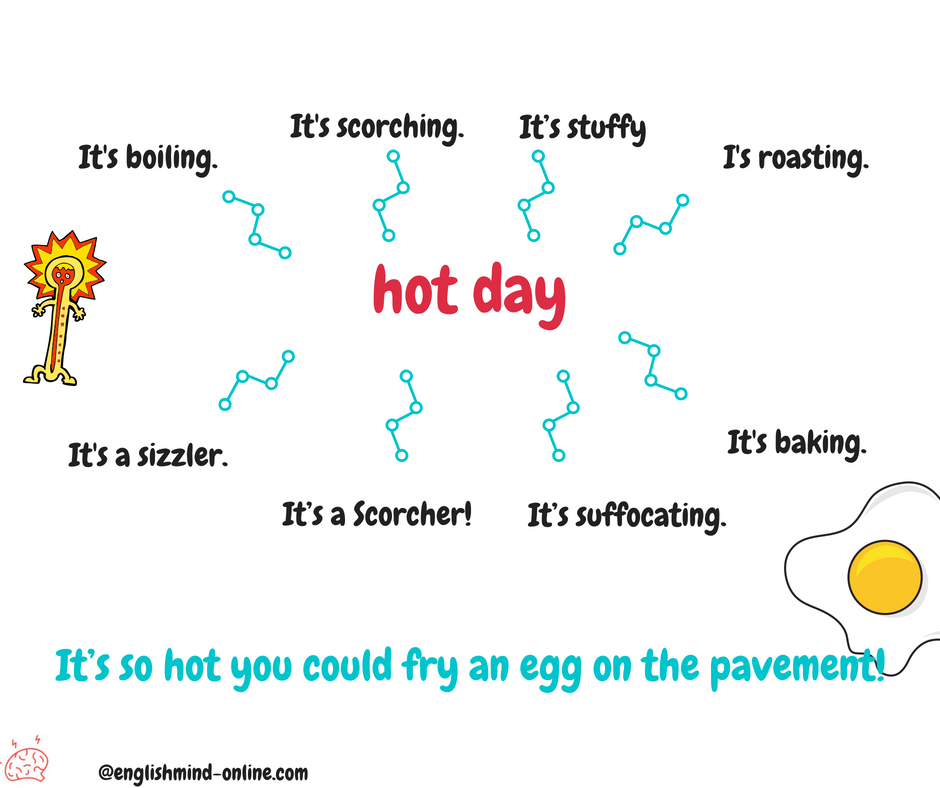 It's scorching.
It's stuffy
It's boiling.
I's roasting.
hot day
It's baking.
It's a sizzler.
It's a Scorcher!
It's suffocating.
It's so hot you could fry an egg on the pavement!
@englishmind-online.com